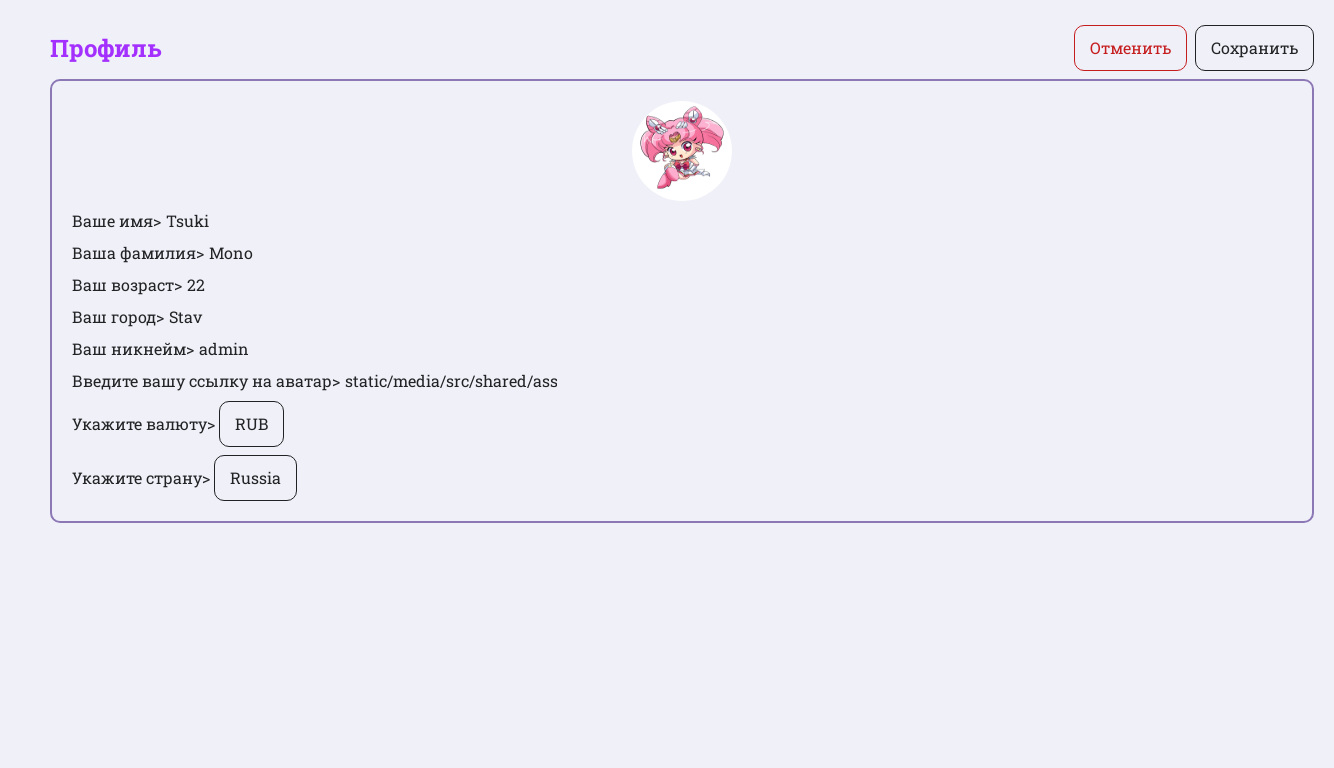 Профиль
Отменить
Сохранить
Ваше имя> Tsuki
Ваша фамилия> Mono
Ваш возраст> 22
Ваш город> Stav
Ваш никнейм> admin
Введите вашу ссылку на аватар> static/media/src/shared/ass
Укажите валюту> RUB
Укажите страну> Russia